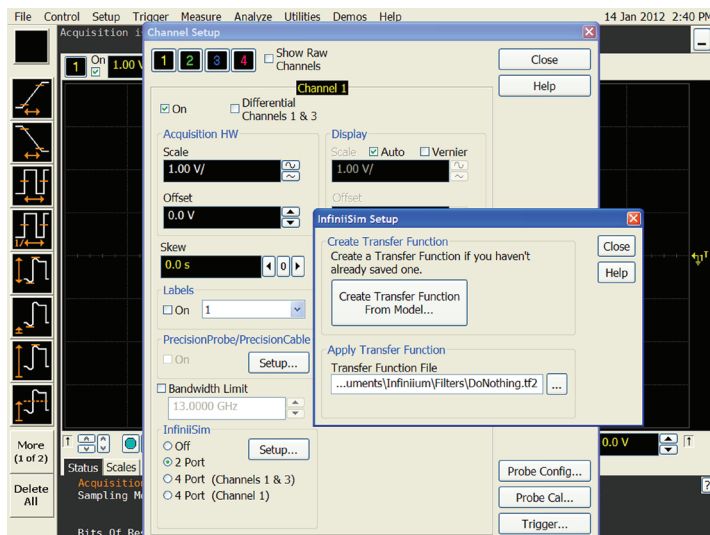 File Control Setup Trigger Measure Analyze Utilities Demos Help 14 Jan 2012 2:40 PM
Acquisition
Channel Setup
1 On 1.00
1 2 3 4 Show Raw Channels
Close
Help
Channel 1
On
Differential
Channels 1 & 3
Acquisition HW
Scale
1.00 V/
Offset
0.0 V
Display
Scale Auto Vernier
1.00 V/
Offset
Skew
0.0 s
0
Labels
On 1
PrecisionProbe/PrecisionCable
On Setup...
Bandwidth Limit
13.0000 GHz
InfiniiSim
Off Setup...
2 Port
4 Port (Channels 1 & 3)
4 Port (Channel 1)
InfiniiSim Setup
Create Transfer Function
Create a Transfer Function if you haven't
already saved one.
Create Transfer Function
From Model...
Close
Help
Apply Transfer Function
Transfer Function File
...uments\Infiniium\Filters\DoNothing.tf2 ...
Probe Config...
Probe Cal...
Trigger...
1/
More
(1 of 2)
Delete
All
T
0.0 V
T
Status Scales
Acquisition
Sampling
Bits Of
?